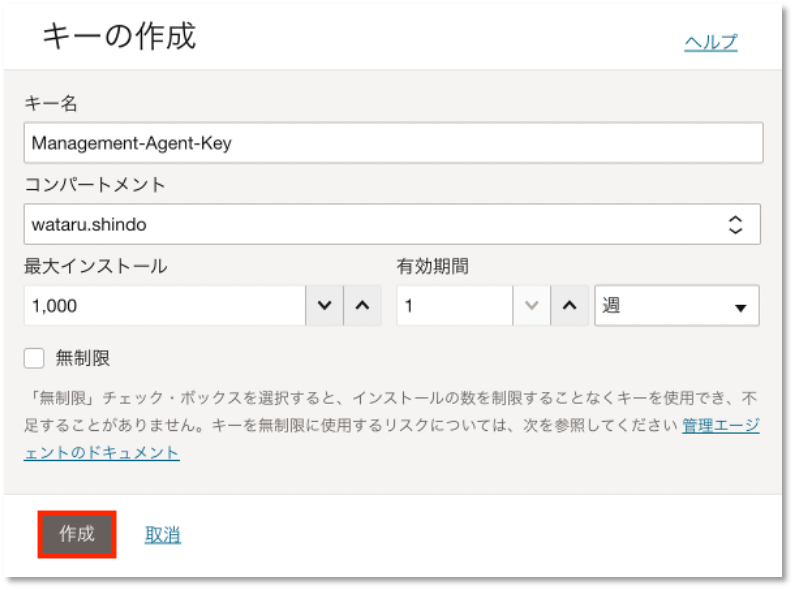 キーの作成
ヘルプ
キー名
Management-Agent-Key
コンパートメント
wataru.shindo
最大インストール 有効期間
1,000 1 週
無制限
「無制限」チェック・ボックスを選択すると、インストールの数を制限することなくキーを使用でき、不
足することがありません。キーを無制限に使用するリスクについては、次を参照してください 管理エージ
ェントのドキュメント
作成 取消